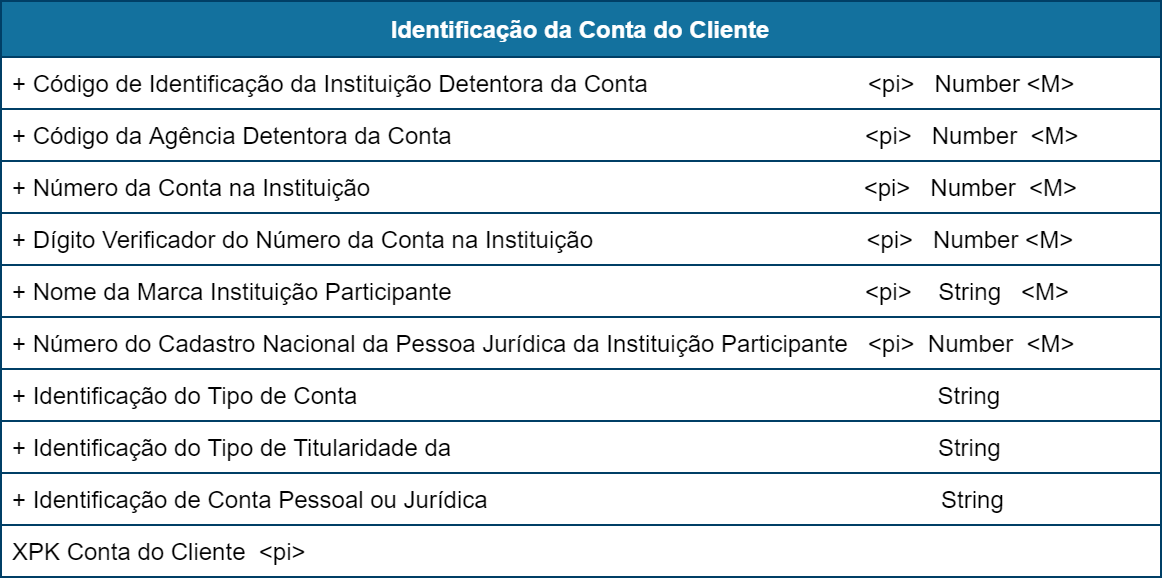 Identificação da Conta do Cliente
+ Código de Identificação da Instituição Detentora da Conta <pi> Number <M>
+ Código da Agência Detentora da Conta <pi> Number <M>
+ Número da Conta na Instituição <pi> Number <M>
+ Dígito Verificador do Número da Conta na Instituição <pi> Number <M>
+ Nome da Marca Instituição Participante <pi> String <M>
+ Número do Cadastro Nacional da Pessoa Jurídica da Instituição Participante <pi> Number <M>
+ Identificação do Tipo de Conta String
+ Identificação do Tipo de Titularidade da String
+ Identificação de Conta Pessoal ou Jurídica String
XPK Conta do Cliente <pi>